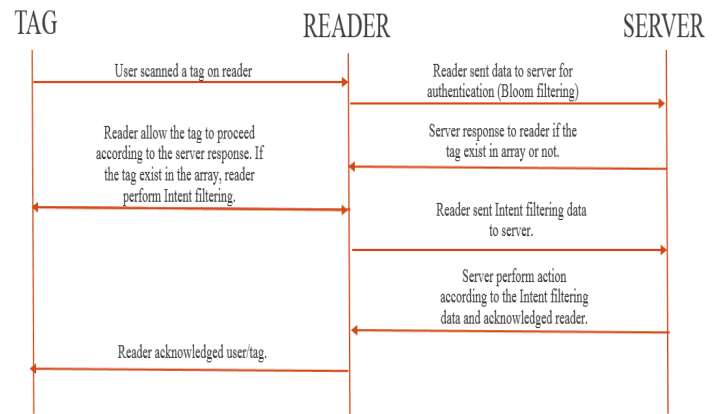 TAG
READER
SERVER
User scanned a tag on reader
Reader sent data to server for
authentication (Bloom filtering)
Server response to reader if the
tag exist in array or not.
Reader allow the tag to proceed
according to the server response. If
the tag exist in the array, reader
perform Intent filtering.
Reader sent Intent filtering data
to server.
Server perform action
according to the Intent filtering
data and acknowledged reader.
Reader acknowledged user/tag.